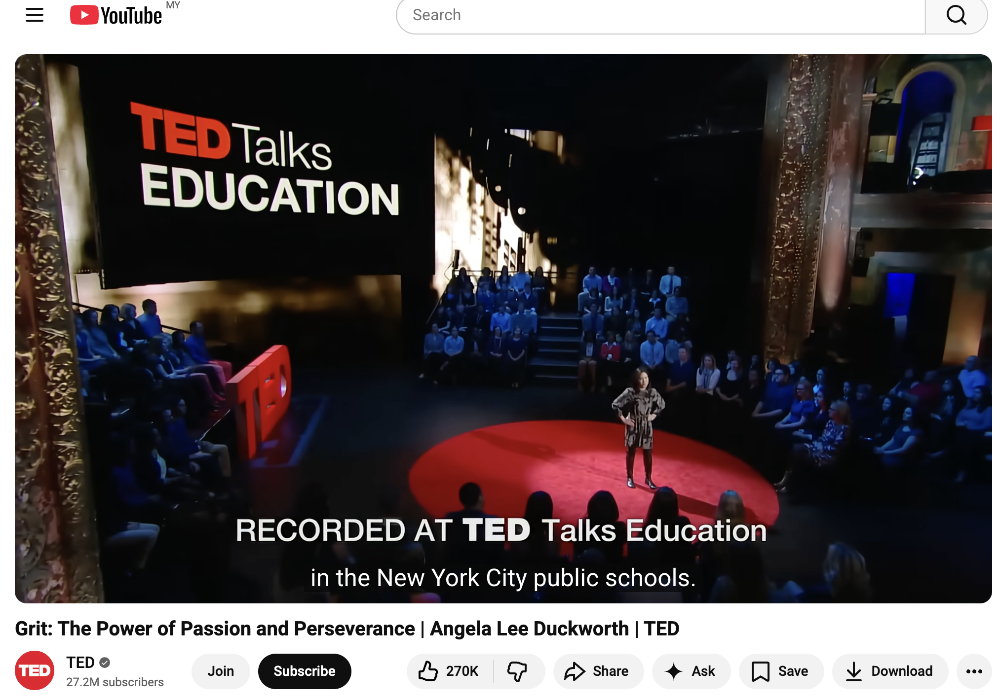 YouTube MY
Search
TED Talks
EDUCATION
TED
RECORDED AT TED Talks Education
in the New York City public schools.
Grit: The Power of Passion and Perseverance | Angela Lee Duckworth | TED
TED
TED
27.2M subscribers
Join
Subscribe
270K
Share
Ask
Save
Download